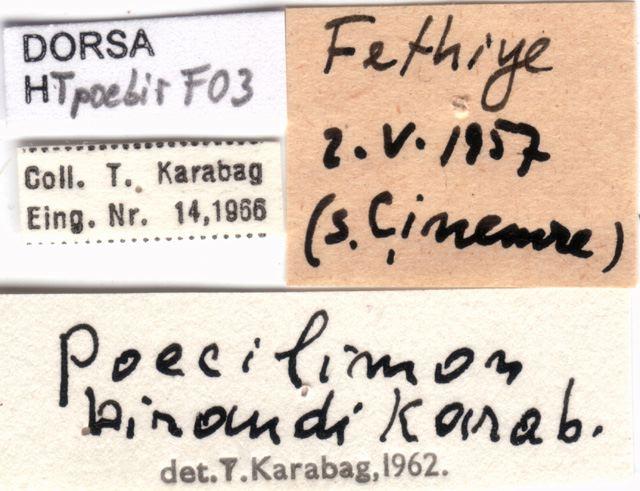 DORSA
HTpoebir F03
Coll. T. Karabag
Eing. Nr. 14,1966
Fethiye
2.V.1957
(S. Çinemre)
Poecilimon
birandi Karab.
det.T.Karabag,1962.